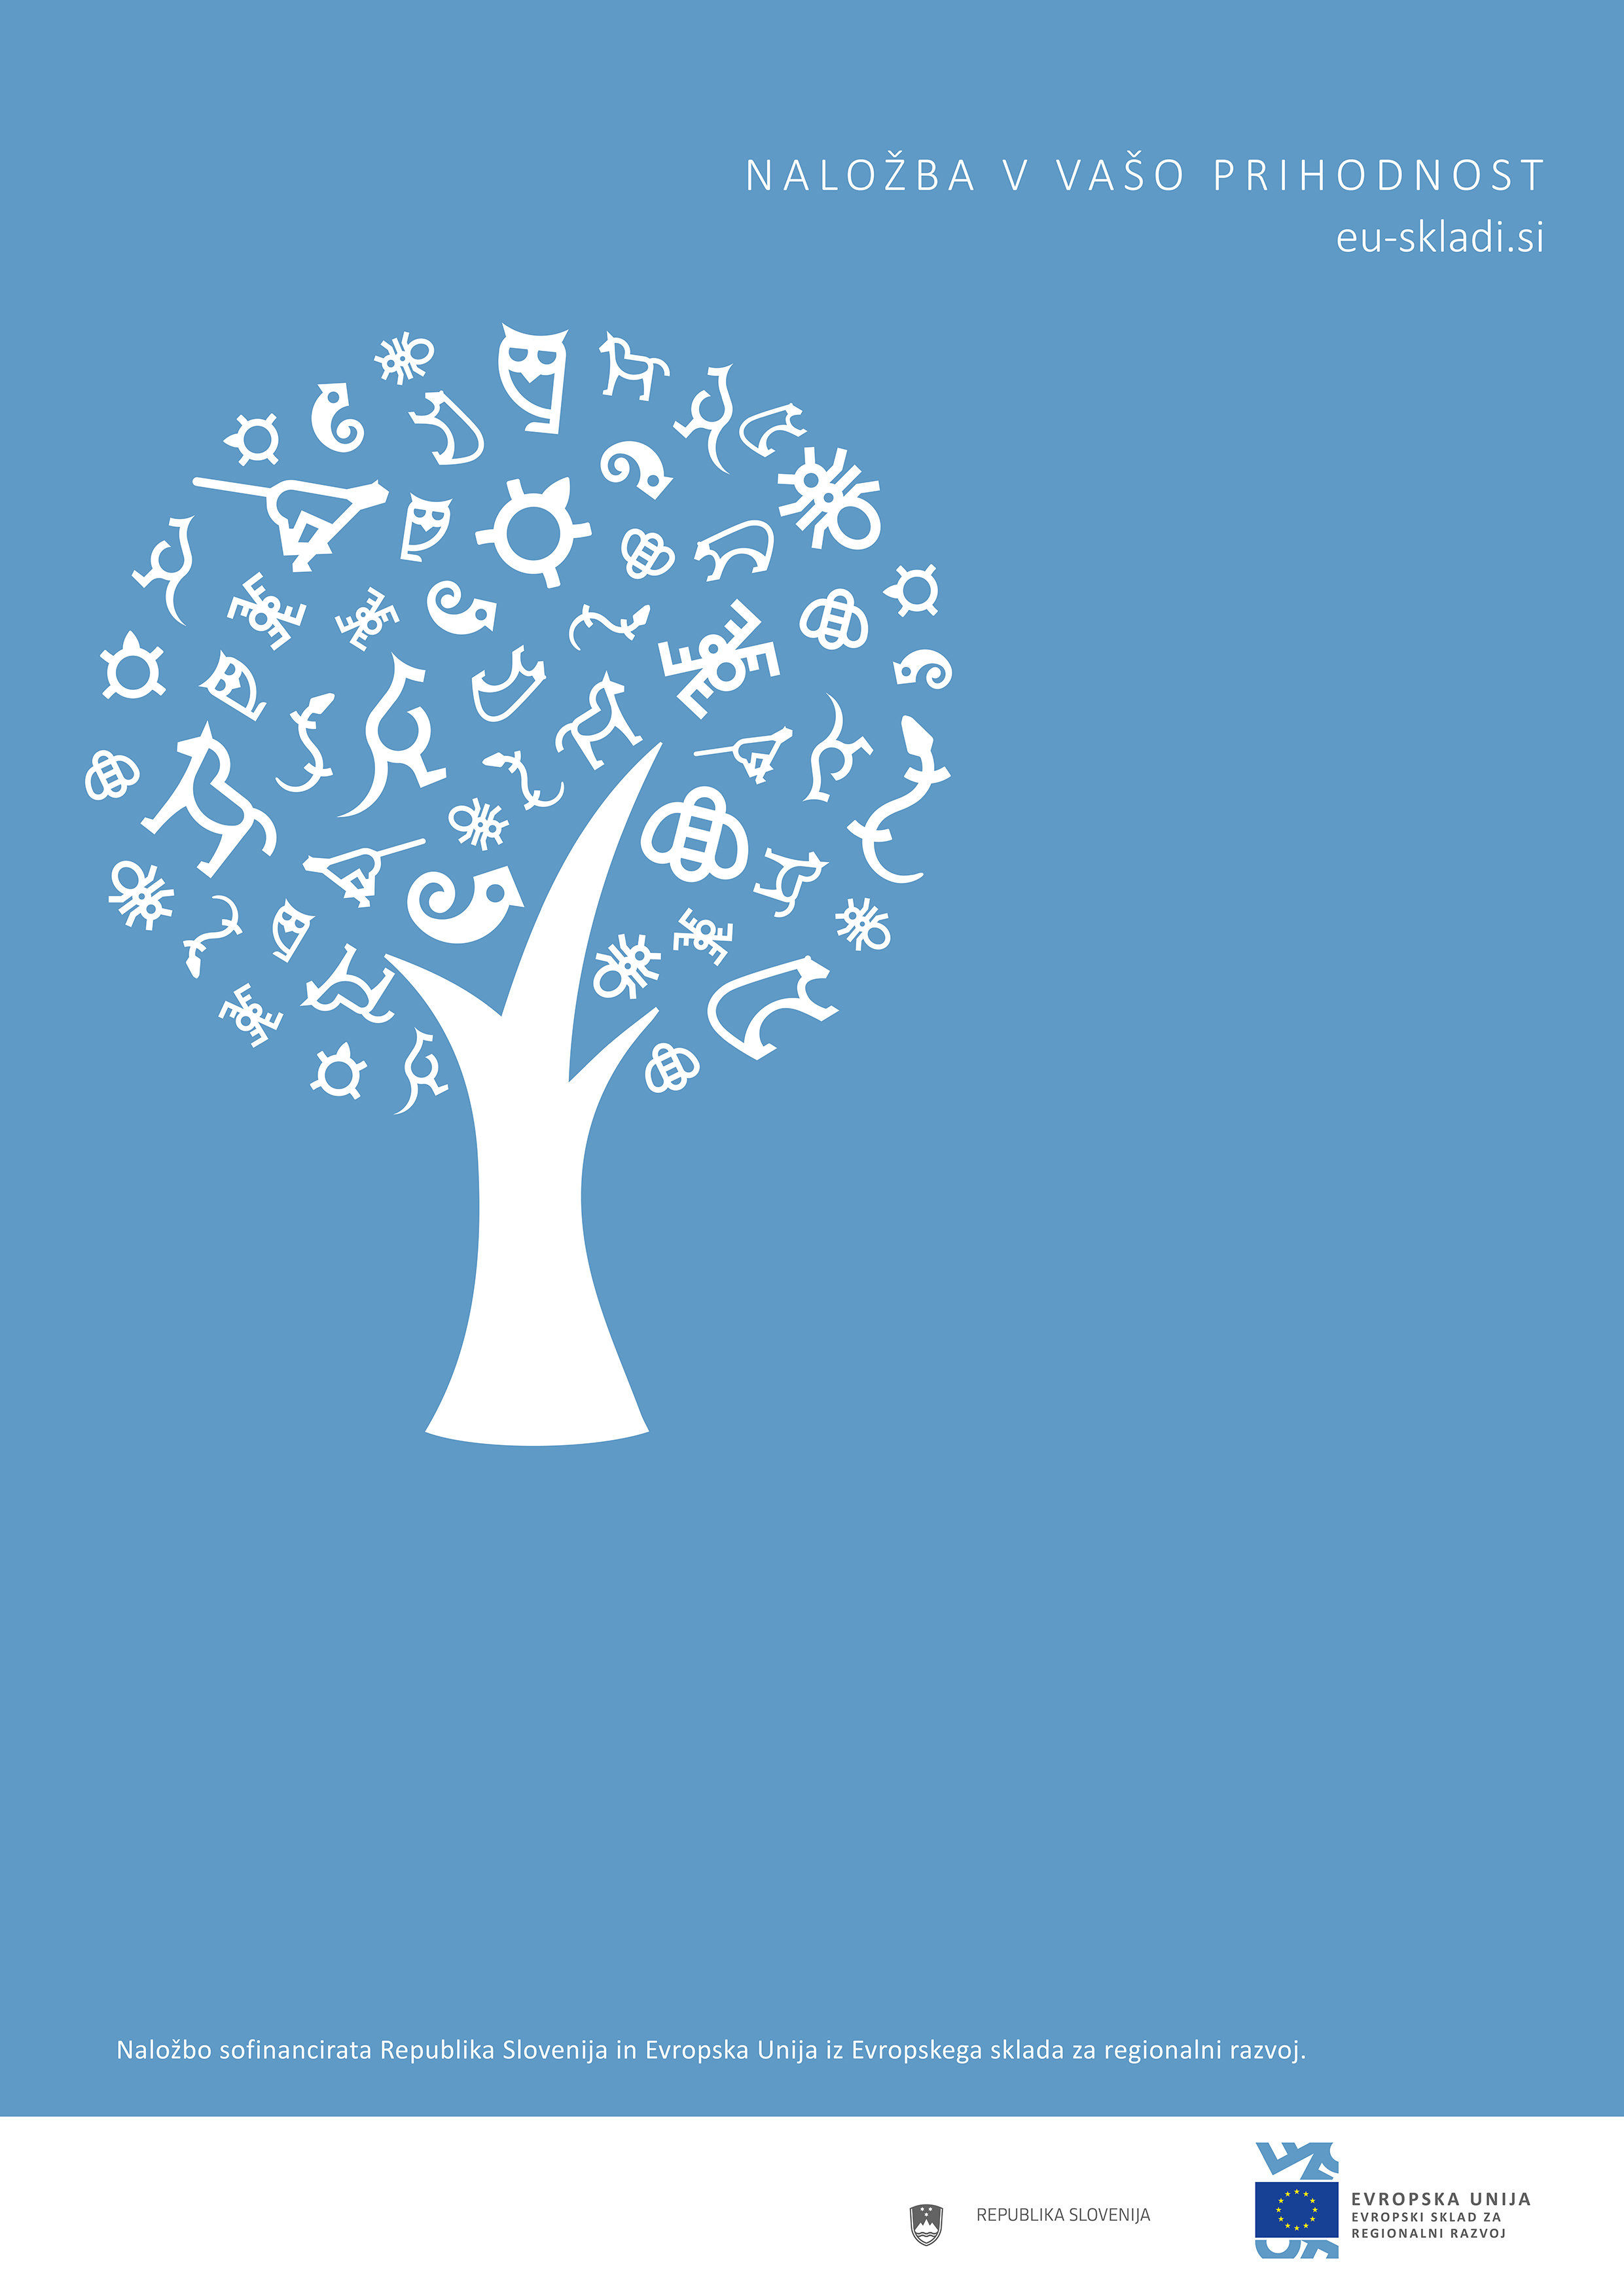 NALOŽBA V VAŠO PRIHODNOST
eu-skladi.si
Naložbo sofinancirata Republika Slovenija in Evropska Unija iz Evropskega sklada za regionalni razvoj.
REPUBLIKA SLOVENIJA
EVROPSKA UNIJA
EVROPSKI SKLAD ZA
REGIONALNI RAZVOJ